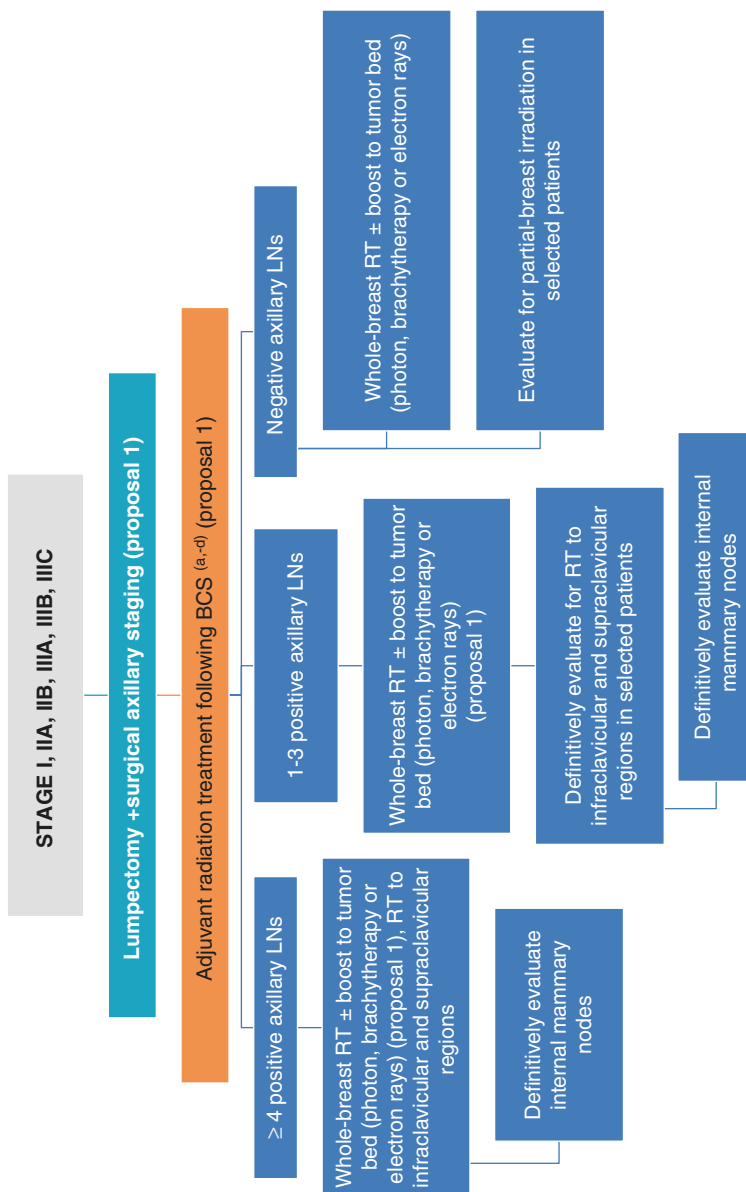 STAGE I, IIA, IIB, IIIA, IIIB, IIIC
Lumpectomy +surgical axillary staging (proposal 1)
Adjuvant radiation treatment following BCS (a,-d) (proposal 1)
≥ 4 positive axillary LNs
Whole-breast RT ± boost to tumor
bed (photon, brachytherapy or
electron rays) (proposal 1), RT to
infraclavicular and supraclavicular
regions
Definitively evaluate
internal mammary
nodes
1-3 positive axillary LNs
Whole-breast RT ± boost to tumor
bed (photon, brachytherapy or
electron rays)
(proposal 1)
Definitively evaluate for RT to
infraclavicular and supraclavicular
regions in selected patients
Definitively evaluate internal
mammary nodes
Negative axillary LNs
Whole-breast RT ± boost to tumor bed
(photon, brachytherapy or electron rays)
Evaluate for partial-breast irradiation in
selected patients